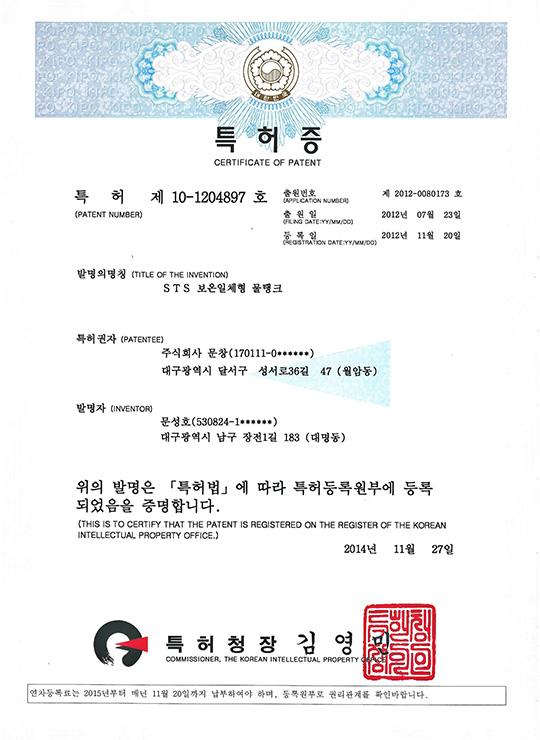 특허증
CERTIFICATE OF PATENT
특 허 제 10-1204897 호
(PATENT NUMBER)
출원번호 제 2012-0080173 호
(APPLICATION NUMBER)
출 원 일 2012년 07월 23일
(FILING DATE:YY/MM/DD)
등 록 일 2012년 11월 20일
(REGISTRATION DATE:YY/MM/DD)
발명의명칭 (TITLE OF THE INVENTION)
STS 보온일체형 물탱크
특허권자 (PATENTEE)
주식회사 문창(170111-0******)
대구광역시 달서구 성서로36길 47 (월암동)
발명자 (INVENTOR)
문성호(530824-1******)
대구광역시 남구 장전1길 183 (대명동)
위의 발명은 「특허법」에 따라 특허등록원부에 등록
되었음을 증명합니다.
(THIS IS TO CERTIFY THAT THE PATENT IS REGISTERED ON THE REGISTER OF THE KOREAN
INTELLECTUAL PROPERTY OFFICE.)
2014년 11월 27일
특허청장 김영민
COMMISSIONER, THE KOREAN INTELLECTUAL PROPERTY OFFICE
연차등록료는 2015년부터 매년 11월 20일까지 납부하여야 하며, 등록원부로 권리관계를 확인바랍니다.